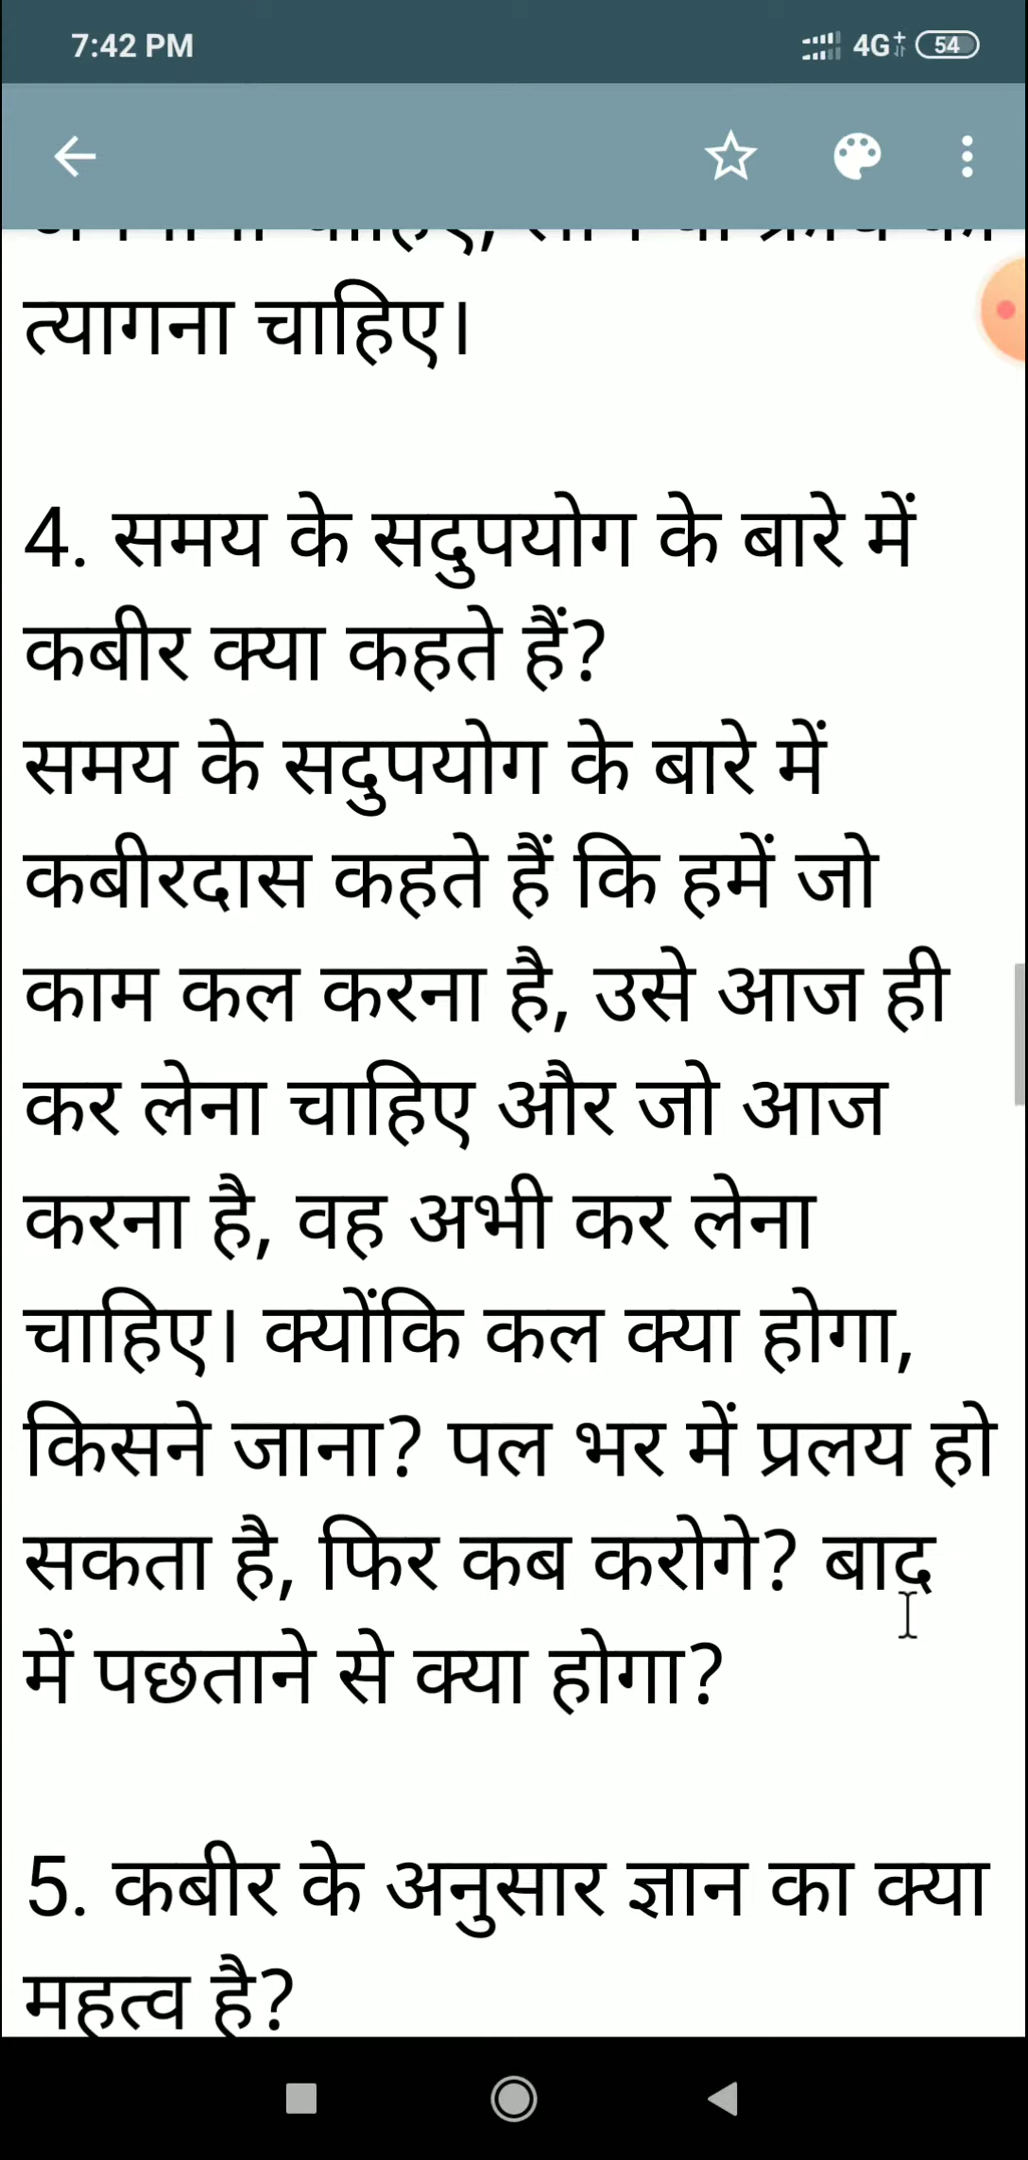 7:42 PM 4G+ 54
त्यागना चाहिए।
4. समय के सदुपयोग के बारे में
कबीर क्या कहते हैं?
समय के सदुपयोग के बारे में
कबीरदास कहते हैं कि हमें जो
काम कल करना है, उसे आज ही
कर लेना चाहिए और जो आज
करना है, वह अभी कर लेना
चाहिए। क्योंकि कल क्या होगा,
किसने जाना? पल भर में प्रलय हो
सकता है, फिर कब करोगे? बाद
में पछताने से क्या होगा?
5. कबीर के अनुसार ज्ञान का क्या
महत्व है?